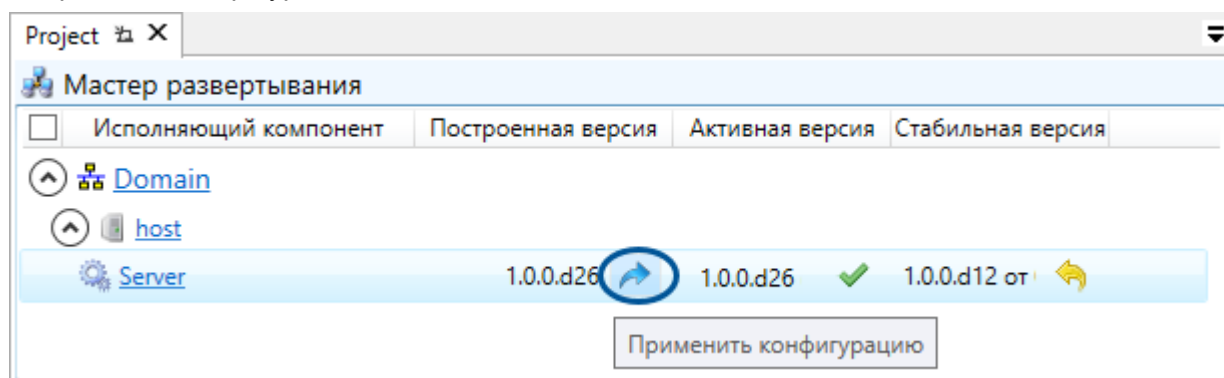 Project
Мастер развертывания
Исполняющий компонент Построенная версия Активная версия Стабильная версия
Domain
host
Server 1.0.0.d26 1.0.0.d26 1.0.0.d12 от
Применить конфигурацию